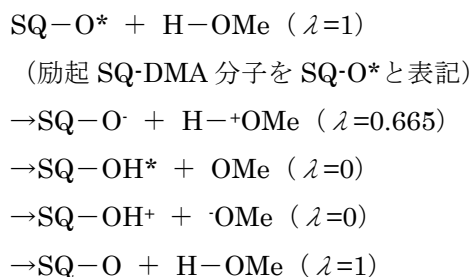 SQ－O* ＋ H－OMe（λ=1）
（励起 SQ-DMA 分子を SQ-O*と表記）
→SQ－O⁻ ＋ H－⁺OMe（λ=0.665）
→SQ－OH* ＋ OMe（λ=0）
→SQ－OH⁺ ＋ ⁻OMe（λ=0）
→SQ－O ＋ H－OMe（λ=1）